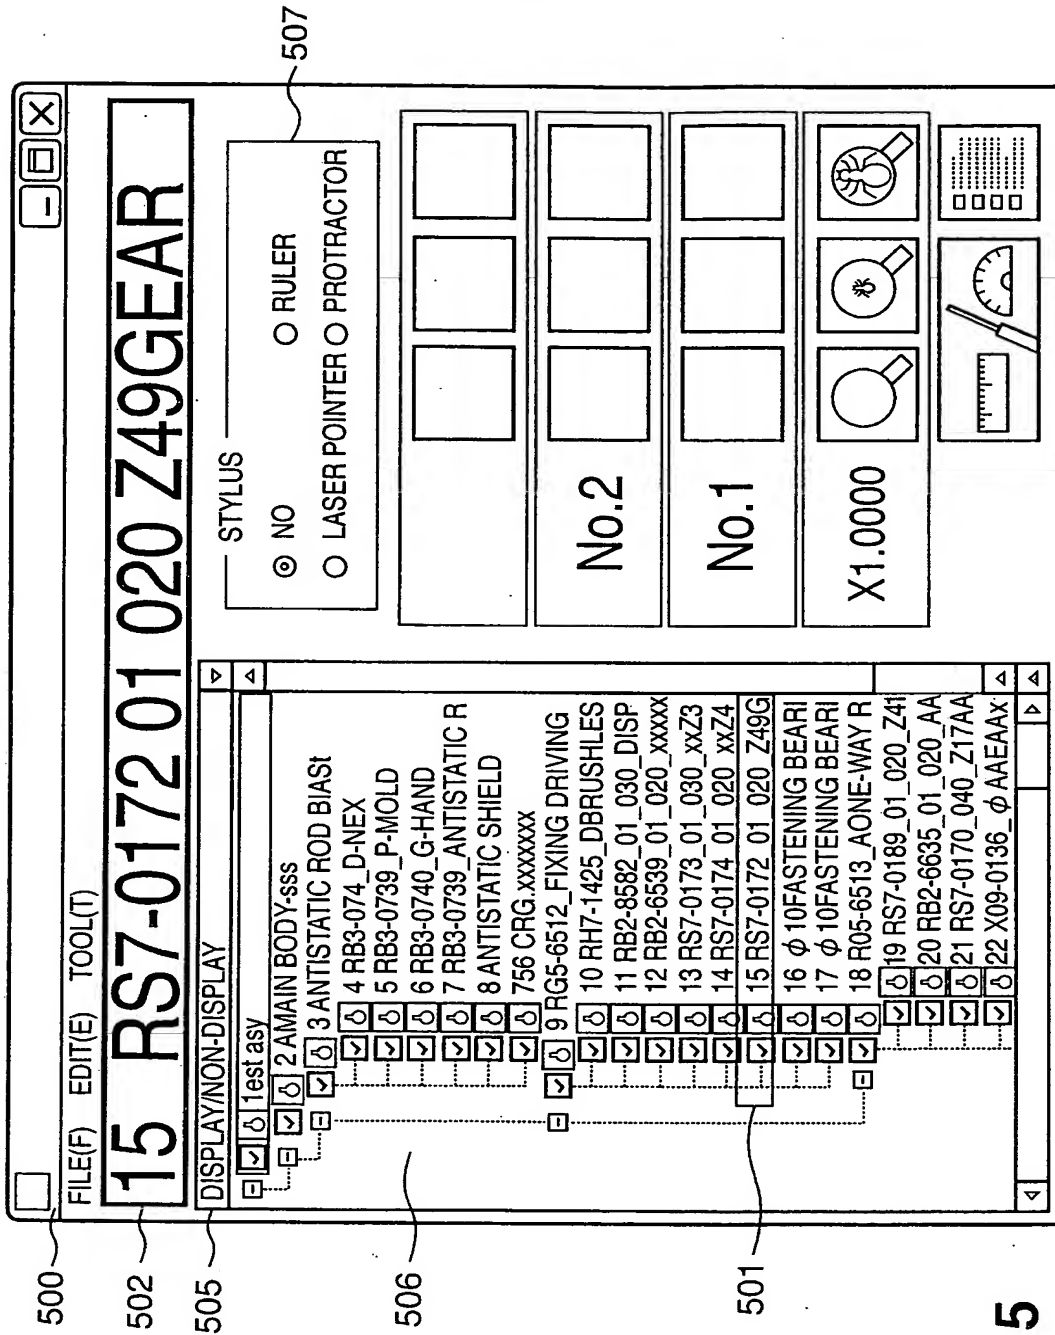 500
FILE(F) EDIT(E) TOOL(T)
502
15 RS7-0172 01 020 Z49GEAR
505
DISPLAY/NON-DISPLAY
1est asy
2 AMAIN BODY-sss
3 ANTISTATIC ROD BIASt
4 RB3-074_D-NEX
5 RB3-0739_P-MOLD
6 RB3-0740_G-HAND
7 RB3-0739_ANTISTATIC R
8 ANTISTATIC SHIELD
756 CRG.xxxxxxx
506
9 RG5-6512_FIXING DRIVING
10 RH7-1425_DBRUSHLES
11 RB2-8582_01_030_DISP
12 RB2-6539_01_020_xxxxx
13 RS7-0173_01_030_xxZ3
14 RS7-0174_01_020_xxZ4
15 RS7-0172_01_020_Z49G
501
16 ϕ 10FASTENING BEARI
17 ϕ 10FASTENING BEARI
18 R05-6513_AONE-WAY R
19 RS7-0189_01_020_Z41
20 RB2-6635_01_020_AA
21 RS7-0170_040_Z17AA
22 X09-0136_ϕ AAEAAx
STYLUS
NO RULER
LASER POINTER PROTRACTOR
507
No.2
No.1
X1.0000
5